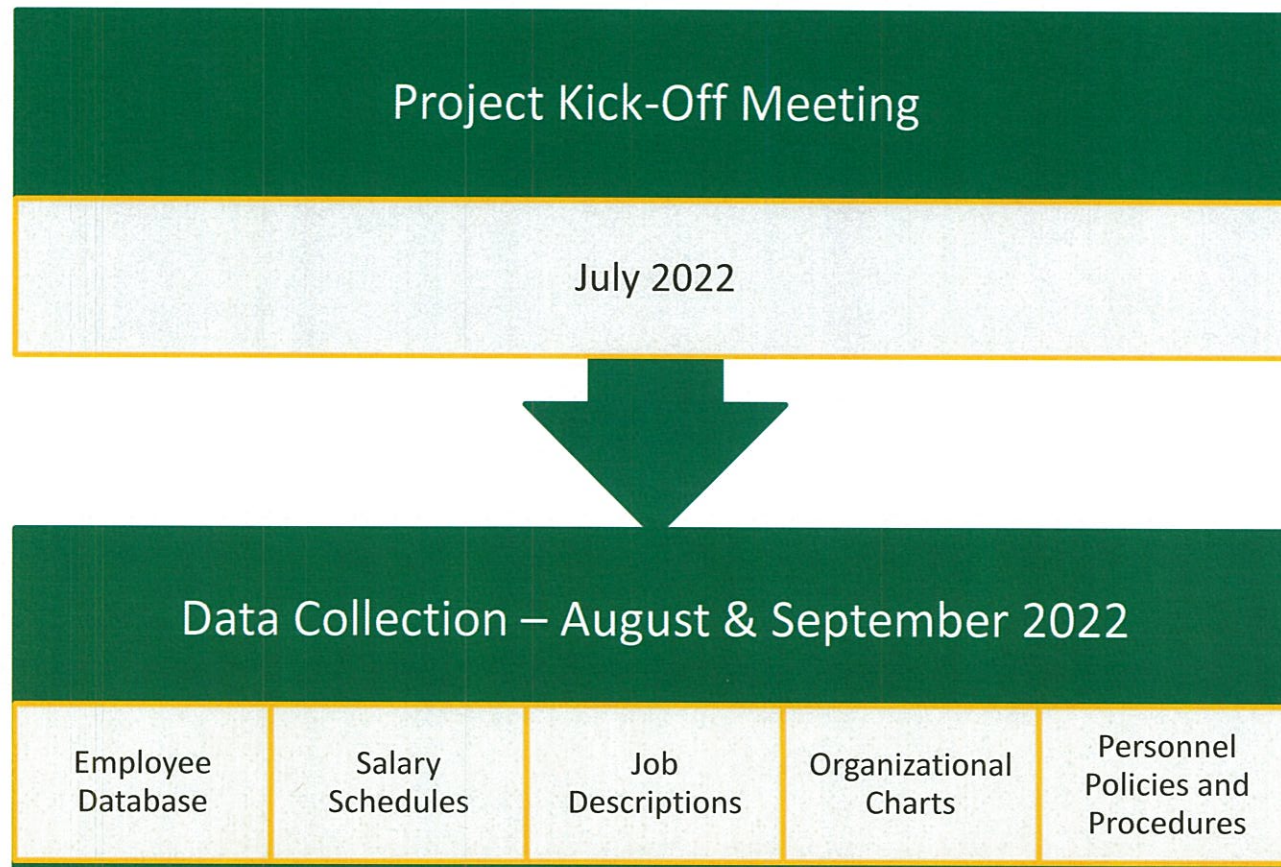 Project Kick-Off Meeting
July 2022
Data Collection – August & September 2022
Employee
Database
Salary
Schedules
Job
Descriptions
Organizational
Charts
Personnel
Policies and
Procedures